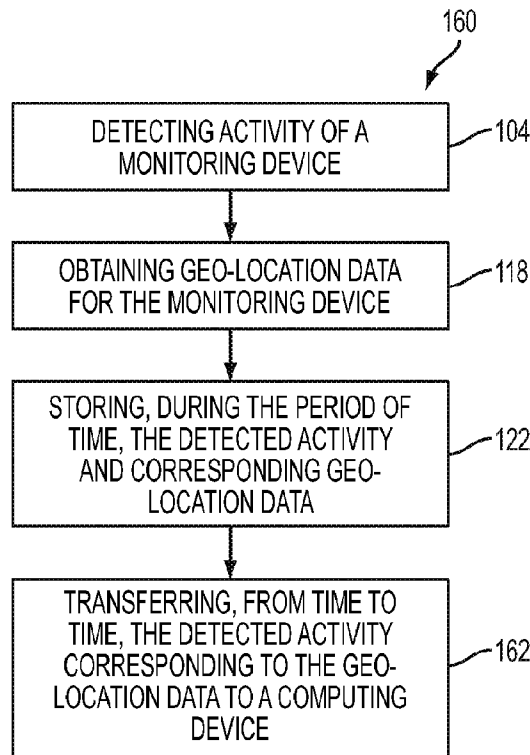 160
DETECTING ACTIVITY OF A
MONITORING DEVICE
104
OBTAINING GEO-LOCATION DATA
FOR THE MONITORING DEVICE
118
STORING, DURING THE PERIOD OF
TIME, THE DETECTED ACTIVITY
AND CORRESPONDING GEO-
LOCATION DATA
122
TRANSFERRING, FROM TIME TO
TIME, THE DETECTED ACTIVITY
CORRESPONDING TO THE GEO-
LOCATION DATA TO A COMPUTING
DEVICE
162